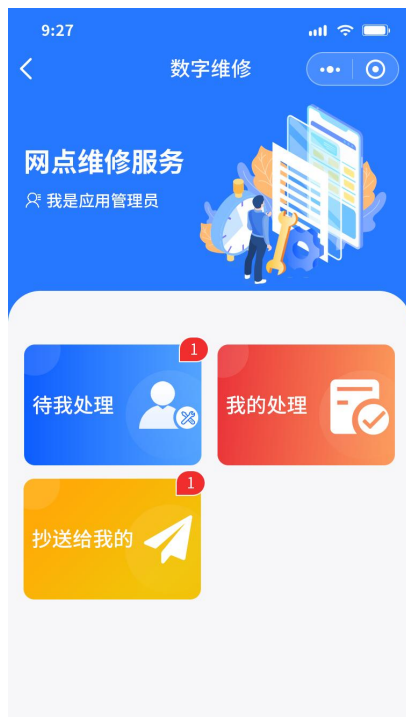 9:27
数字维修
网点维修服务
我是应用管理员
1
待我处理
我的处理
1
抄送给我的